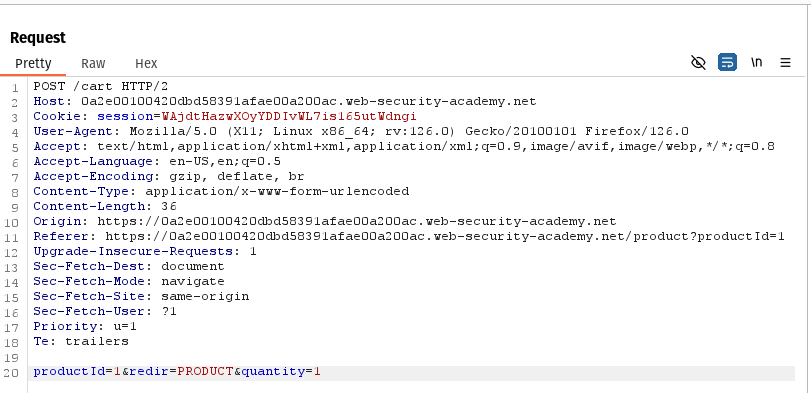 Request
Pretty Raw Hex \n
1 POST /cart HTTP/2
2 Host: 0a2e00100420dbd58391afae00a200ac.web-security-academy.net
3 Cookie: session=WAjdtHazwXOyYDDIvWL7is165utWdngi
4 User-Agent: Mozilla/5.0 (X11; Linux x86_64; rv:126.0) Gecko/20100101 Firefox/126.0
5 Accept: text/html,application/xhtml+xml,application/xml;q=0.9,image/avif,image/webp,*/*;q=0.8
6 Accept-Language: en-US,en;q=0.5
7 Accept-Encoding: gzip, deflate, br
8 Content-Type: application/x-www-form-urlencoded
9 Content-Length: 36
10 Origin: https://0a2e00100420dbd58391afae00a200ac.web-security-academy.net
11 Referer: https://0a2e00100420dbd58391afae00a200ac.web-security-academy.net/product?productId=1
12 Upgrade-Insecure-Requests: 1
13 Sec-Fetch-Dest: document
14 Sec-Fetch-Mode: navigate
15 Sec-Fetch-Site: same-origin
16 Sec-Fetch-User: ?1
17 Priority: u=1
18 Te: trailers
19
20 productId=1&redir=PRODUCT&quantity=1